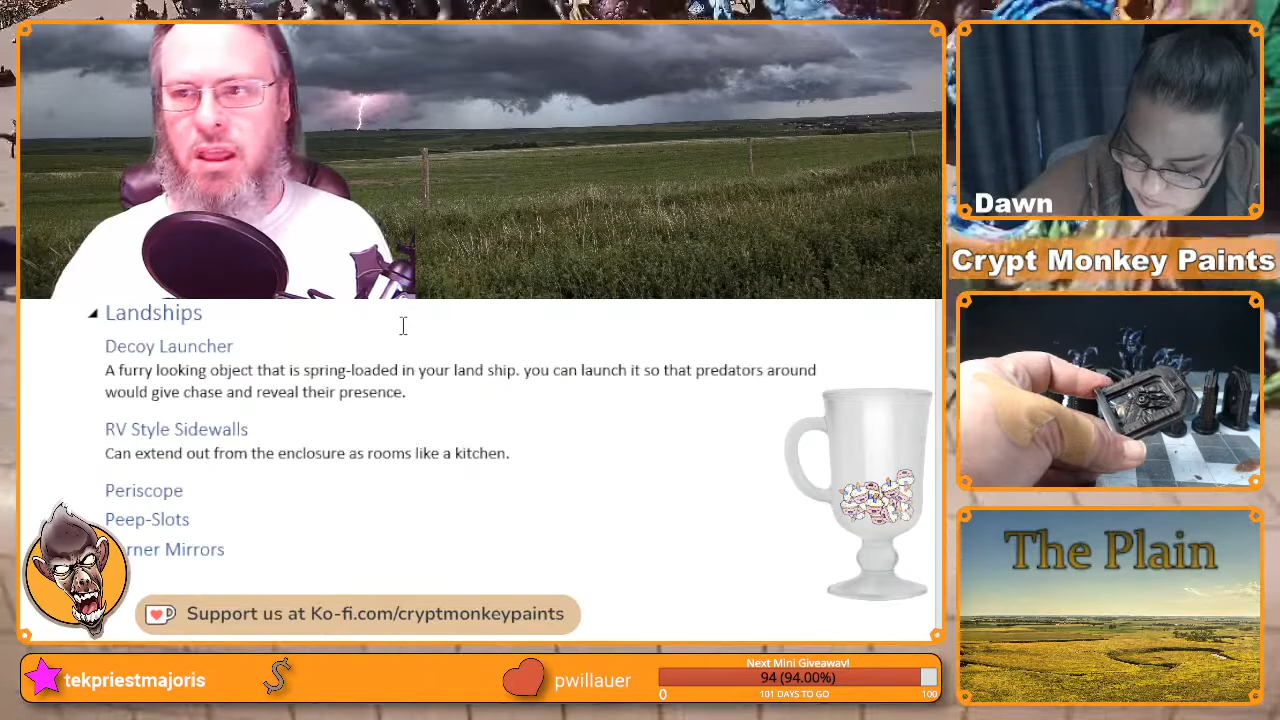 Dawn
Crypt Monkey Paints
Landships
Decoy Launcher
A furry looking object that is spring-loaded in your land ship. you can launch it so that predators around
would give chase and reveal their presence.
RV Style Sidewalls
Can extend out from the enclosure as rooms like a kitchen.
Periscope
Peep-Slots
rner Mirrors
The Plain
Support us at Ko-fi.com/cryptmonkeypaints
tekpriestmajoris
pwillauer
Next Mini Giveaway!
94 (94.00%)
0
101 DAYS TO GO
100